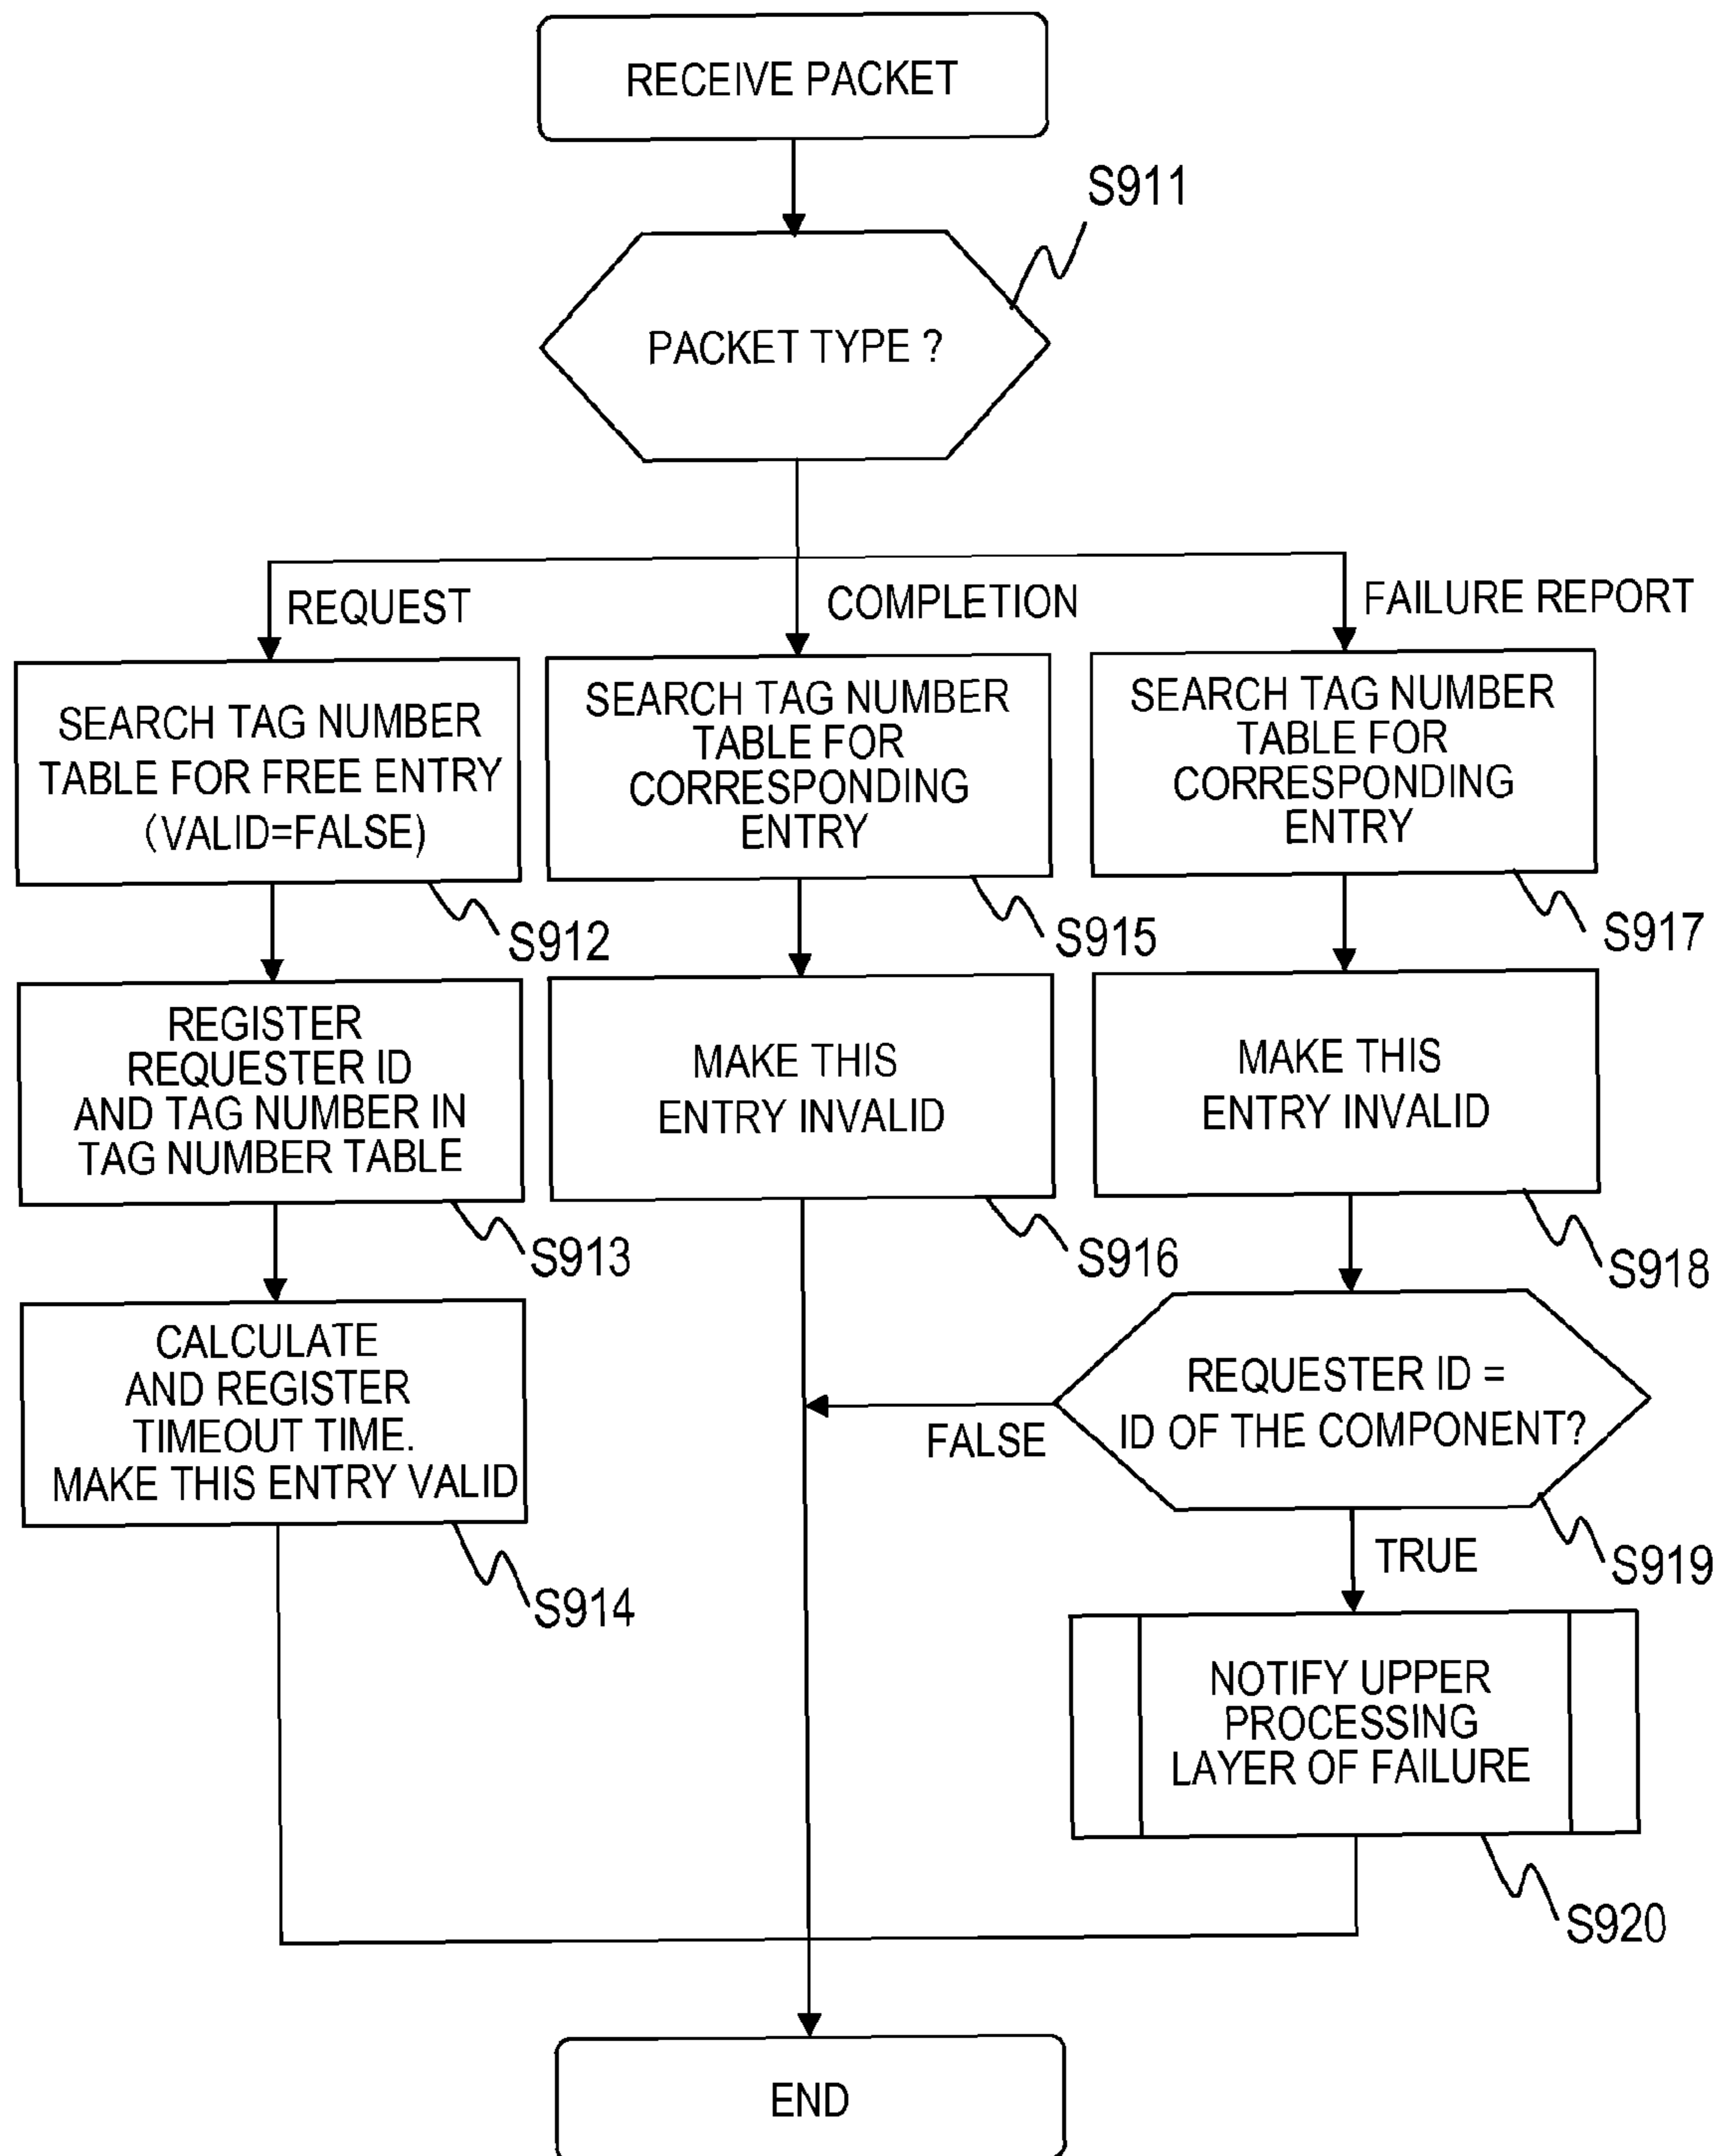 RECEIVE PACKET
S911
PACKET TYPE ?
REQUEST
COMPLETION
FAILURE REPORT
SEARCH TAG NUMBER
TABLE FOR FREE ENTRY
(VALID=FALSE)
S912
SEARCH TAG NUMBER
TABLE FOR
CORRESPONDING
ENTRY
S915
SEARCH TAG NUMBER
TABLE FOR
CORRESPONDING
ENTRY
S917
REGISTER
REQUESTER ID
AND TAG NUMBER IN
TAG NUMBER TABLE
S913
MAKE THIS
ENTRY INVALID
S916
MAKE THIS
ENTRY INVALID
S918
CALCULATE
AND REGISTER
TIMEOUT TIME.
MAKE THIS ENTRY VALID
S914
REQUESTER ID =
ID OF THE COMPONENT?
FALSE
S919
TRUE
NOTIFY UPPER
PROCESSING
LAYER OF FAILURE
S920
END